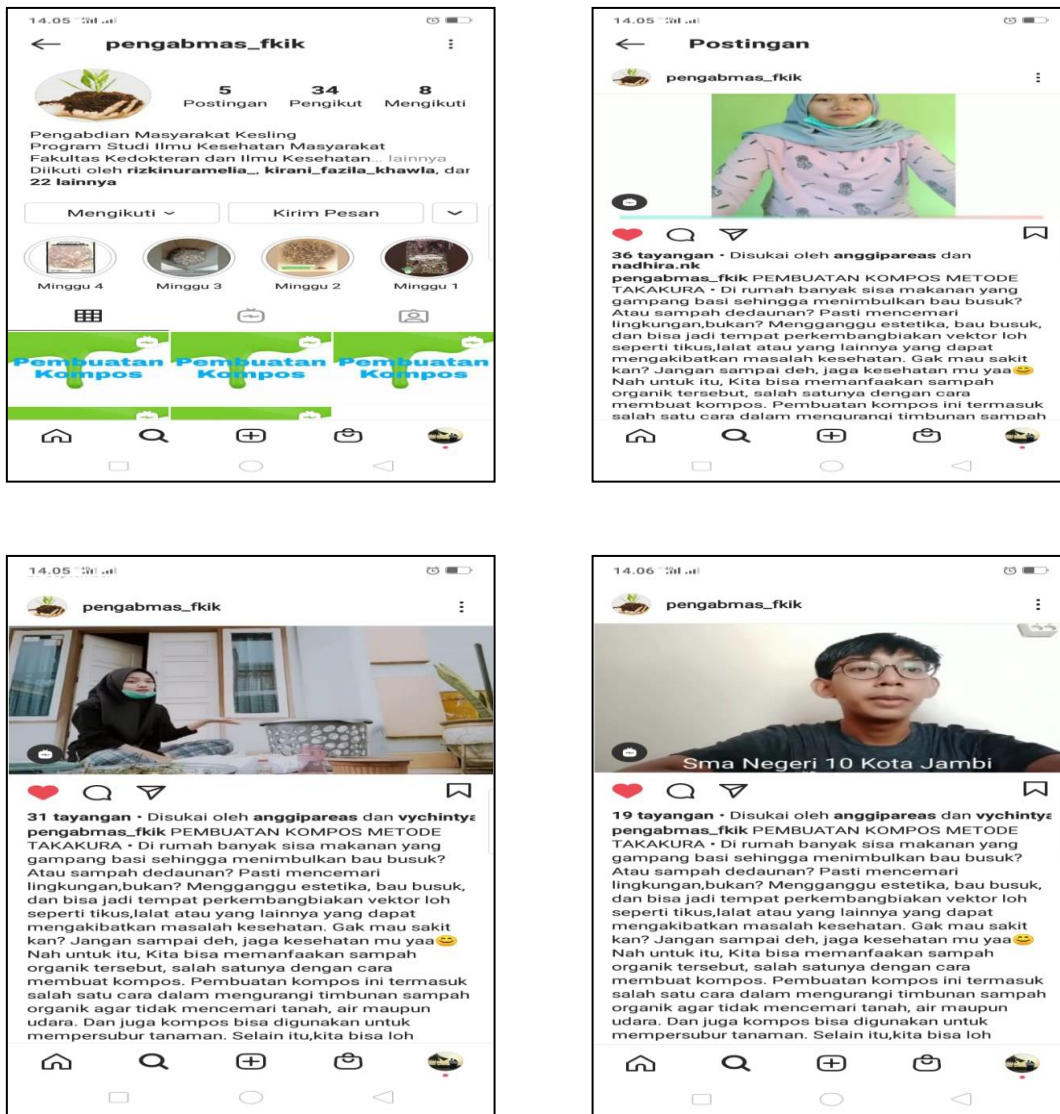 14.05
pengabmas_fkik
5 34 8
Postingan Pengikut Mengikuti
Pengabdian Masyarakat Kesling
Program Studi Ilmu Kesehatan Masyarakat
Fakultas Kedokteran dan Ilmu Kesehatan... lainnya
Diikuti oleh rizkinuramelia_, kirani_fazila_khawla, dar
22 lainnya
Mengikuti
Kirim Pesan
Minggu 4 Minggu 3 Minggu 2 Minggu 1
Pembuatan Pembuatan Pembuatan
Kompos Kompos Kompos
14.05
Postingan
pengabmas_fkik
36 tayangan • Disukai oleh anggipareas dan
nadhira.nk
pengabmas_fkik PEMBUATAN KOMPOS METODE
TAKAKURA • Di rumah banyak sisa makanan yang
gampang basi sehingga menimbulkan bau busuk?
Atau sampah dedaunan? Pasti mencemari
lingkungan,bukan? Mengganggu estetika, bau busuk,
dan bisa jadi tempat perkembangbiakan vektor loh
seperti tikus,lalat atau yang lainnya yang dapat
mengakibatkan masalah kesehatan. Gak mau sakit
kan? Jangan sampai deh, jaga kesehatan mu yaa😊
Nah untuk itu, Kita bisa memanfaakan sampah
organik tersebut, salah satunya dengan cara
membuat kompos. Pembuatan kompos ini termasuk
salah satu cara dalam mengurangi timbunan sampah
14.05
pengabmas_fkik
31 tayangan • Disukai oleh anggipareas dan vychintya
pengabmas_fkik PEMBUATAN KOMPOS METODE
TAKAKURA • Di rumah banyak sisa makanan yang
gampang basi sehingga menimbulkan bau busuk?
Atau sampah dedaunan? Pasti mencemari
lingkungan,bukan? Mengganggu estetika, bau busuk,
dan bisa jadi tempat perkembangbiakan vektor loh
seperti tikus,lalat atau yang lainnya yang dapat
mengakibatkan masalah kesehatan. Gak mau sakit
kan? Jangan sampai deh, jaga kesehatan mu yaa😊
Nah untuk itu, Kita bisa memanfaakan sampah
organik tersebut, salah satunya dengan cara
membuat kompos. Pembuatan kompos ini termasuk
salah satu cara dalam mengurangi timbunan sampah
organik agar tidak mencemari tanah, air maupun
udara. Dan juga kompos bisa digunakan untuk
mempersubur tanaman. Selain itu,kita bisa loh
14.06
pengabmas_fkik
Sma Negeri 10 Kota Jambi
19 tayangan • Disukai oleh anggipareas dan vychintya
pengabmas_fkik PEMBUATAN KOMPOS METODE
TAKAKURA • Di rumah banyak sisa makanan yang
gampang basi sehingga menimbulkan bau busuk?
Atau sampah dedaunan? Pasti mencemari
lingkungan,bukan? Mengganggu estetika, bau busuk,
dan bisa jadi tempat perkembangbiakan vektor loh
seperti tikus,lalat atau yang lainnya yang dapat
mengakibatkan masalah kesehatan. Gak mau sakit
kan? Jangan sampai deh, jaga kesehatan mu yaa😊
Nah untuk itu, Kita bisa memanfaakan sampah
organik tersebut, salah satunya dengan cara
membuat kompos. Pembuatan kompos ini termasuk
salah satu cara dalam mengurangi timbunan sampah
organik agar tidak mencemari tanah, air maupun
udara. Dan juga kompos bisa digunakan untuk
mempersubur tanaman. Selain itu,kita bisa loh